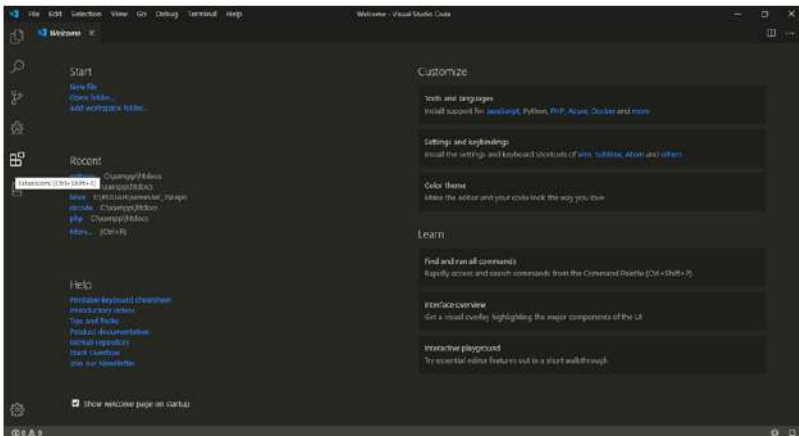 File Edit Selection View Go Debug Terminal Help
Welcome - Visual Studio Code
Welcome
Start
New file
Open folder...
Add workspace folder...
Recent
C:\xampp\htdocs
C:\xampp\htdocs
C:\xampp\htdocs
php C:\xampp\htdocs
More... (Ctrl+R)
Extensions (Ctrl+Shift+X)
Help
Printable keyboard cheatsheet
Introductory videos
Tips and Tricks
Product documentation
GitHub repository
Stack Overflow
Join our Newsletter
Show welcome page on startup
Customize
Tools and languages
Install support for JavaScript, Python, PHP, Azure, Docker and more
Settings and keybindings
Install the settings and keyboard shortcuts of Vim, Sublime, Atom and others
Color theme
Make the editor and your code look the way you love
Learn
Find and run all commands
Rapidly access and search commands from the Command Palette (Ctrl+Shift+P)
Interface overview
Get a visual overlay highlighting the major components of the UI
Interactive playground
Try essential editor features out in a short walkthrough
0 0